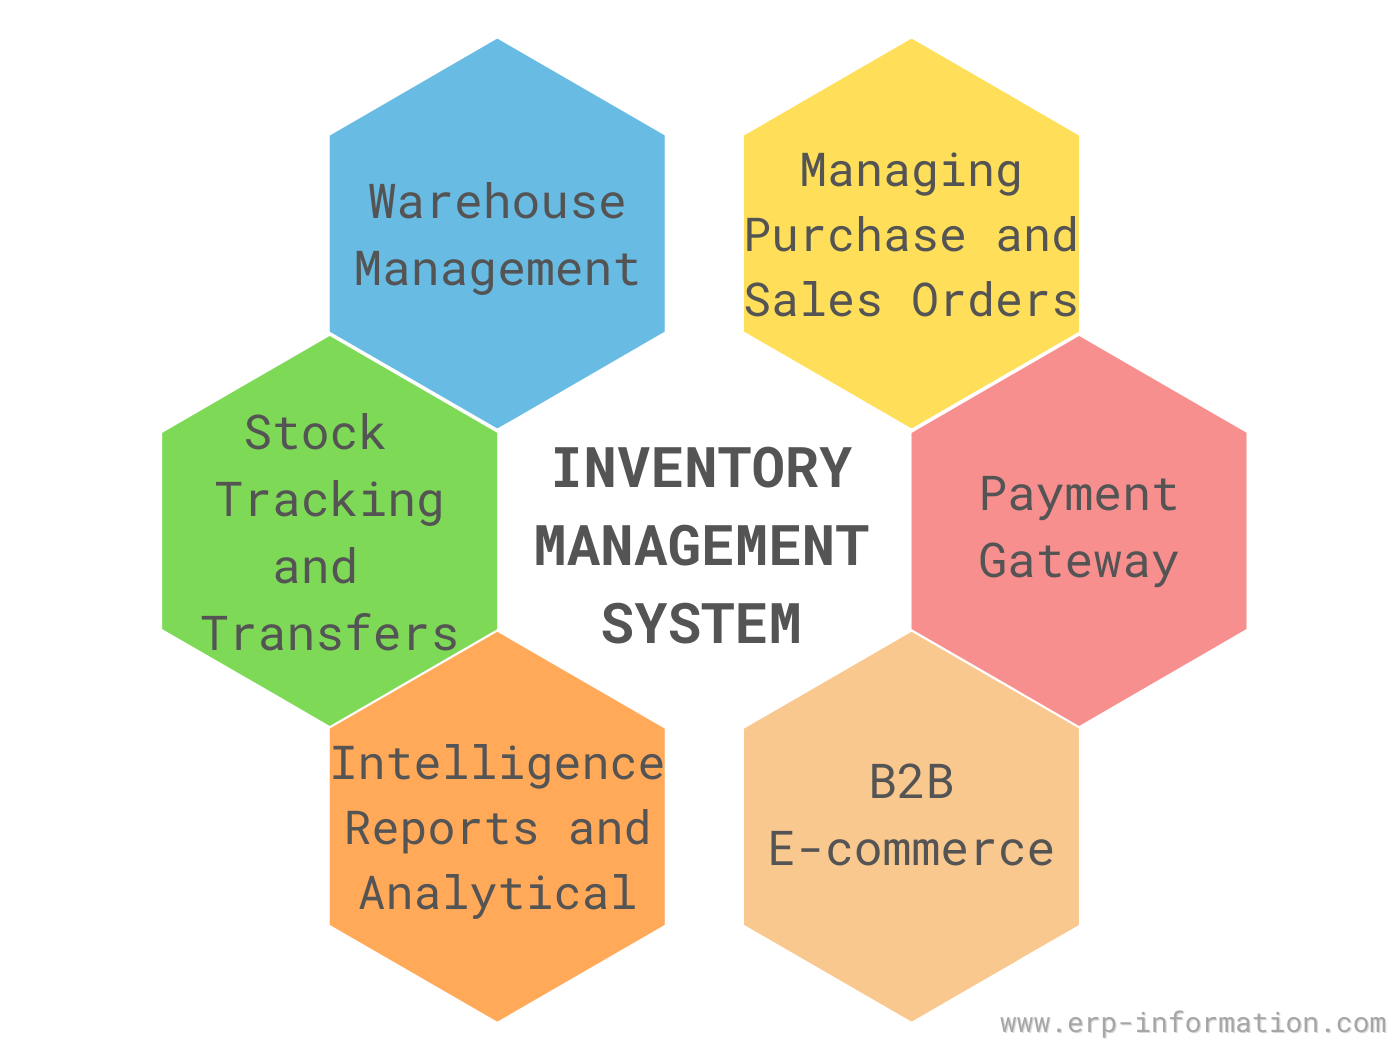 Warehouse
Management
Managing
Purchase and
Sales Orders
Stock
Tracking
and
Transfers
INVENTORY
MANAGEMENT
SYSTEM
Payment
Gateway
Intelligence
Reports and
Analytical
B2B
E-commerce
www.erp-information.com